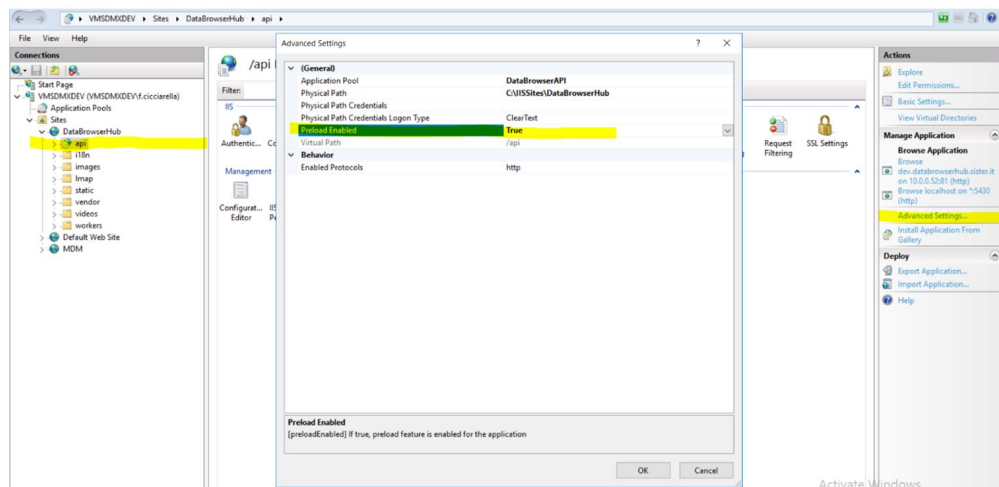 VMSDMXDEV ▸ Sites ▸ DataBrowserHub ▸ api ▸
File View Help
Connections
Start Page
VMSDMXDEV (VMSDMXDEV\f.cicciarella)
Application Pools
Sites
DataBrowserHub
api
i18n
images
lmap
static
vendor
videos
workers
Default Web Site
MDM
/api
Filter:
IIS
Authentic...
Management
Configurat... Editor
Advanced Settings
? ×
(General)
Application Pool DataBrowserAPI
Physical Path C:\IISSites\DataBrowserHub
Physical Path Credentials
Physical Path Credentials Logon Type ClearText
Preload Enabled True
Virtual Path /api
Behavior
Enabled Protocols http
Preload Enabled
[preloadEnabled] If true, preload feature is enabled for the application
OK Cancel
Request Filtering
SSL Settings
Actions
Explore
Edit Permissions...
Basic Settings...
View Virtual Directories
Manage Application
Browse Application
Browse
dev.databrowserhub.sister.it
on 10.0.0.52:81 (http)
Browse localhost on *:5430
(http)
Advanced Settings...
Install Application From
Gallery
Deploy
Export Application...
Import Application...
Help
Activate Windows